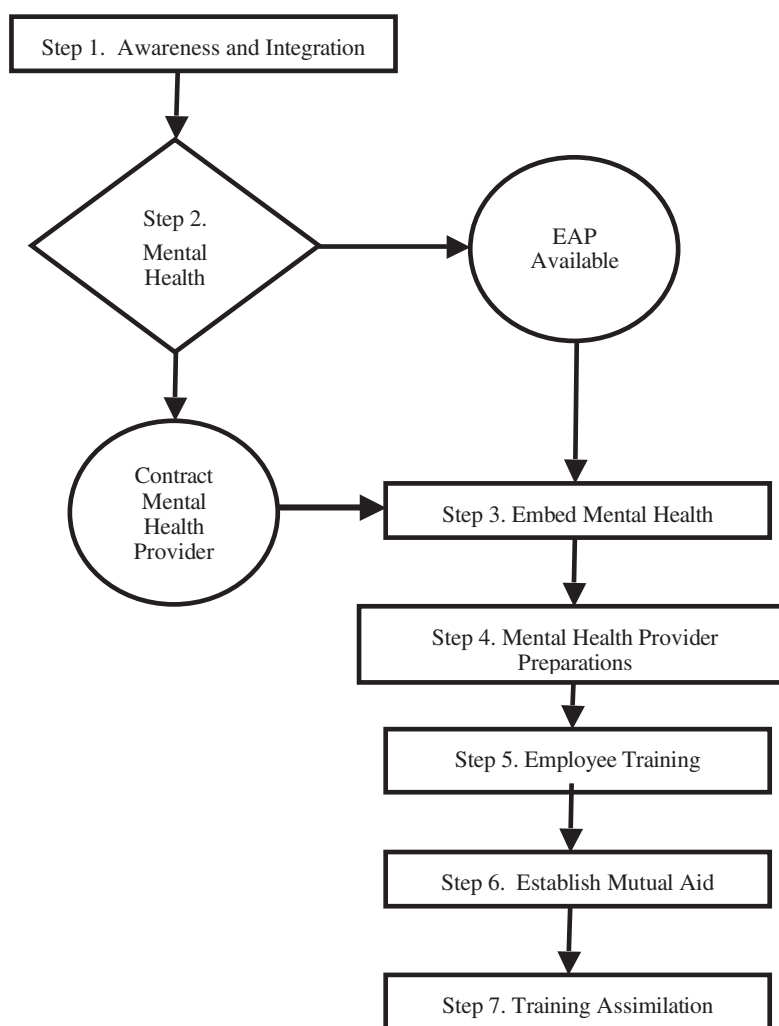 Step 1.  Awareness and Integration
Step 2.
Mental
Health
EAP
Available
Contract
Mental
Health
Provider
Step 3. Embed Mental Health
Step 4. Mental Health Provider
Preparations
Step 5. Employee Training
Step 6.  Establish Mutual Aid
Step 7. Training Assimilation